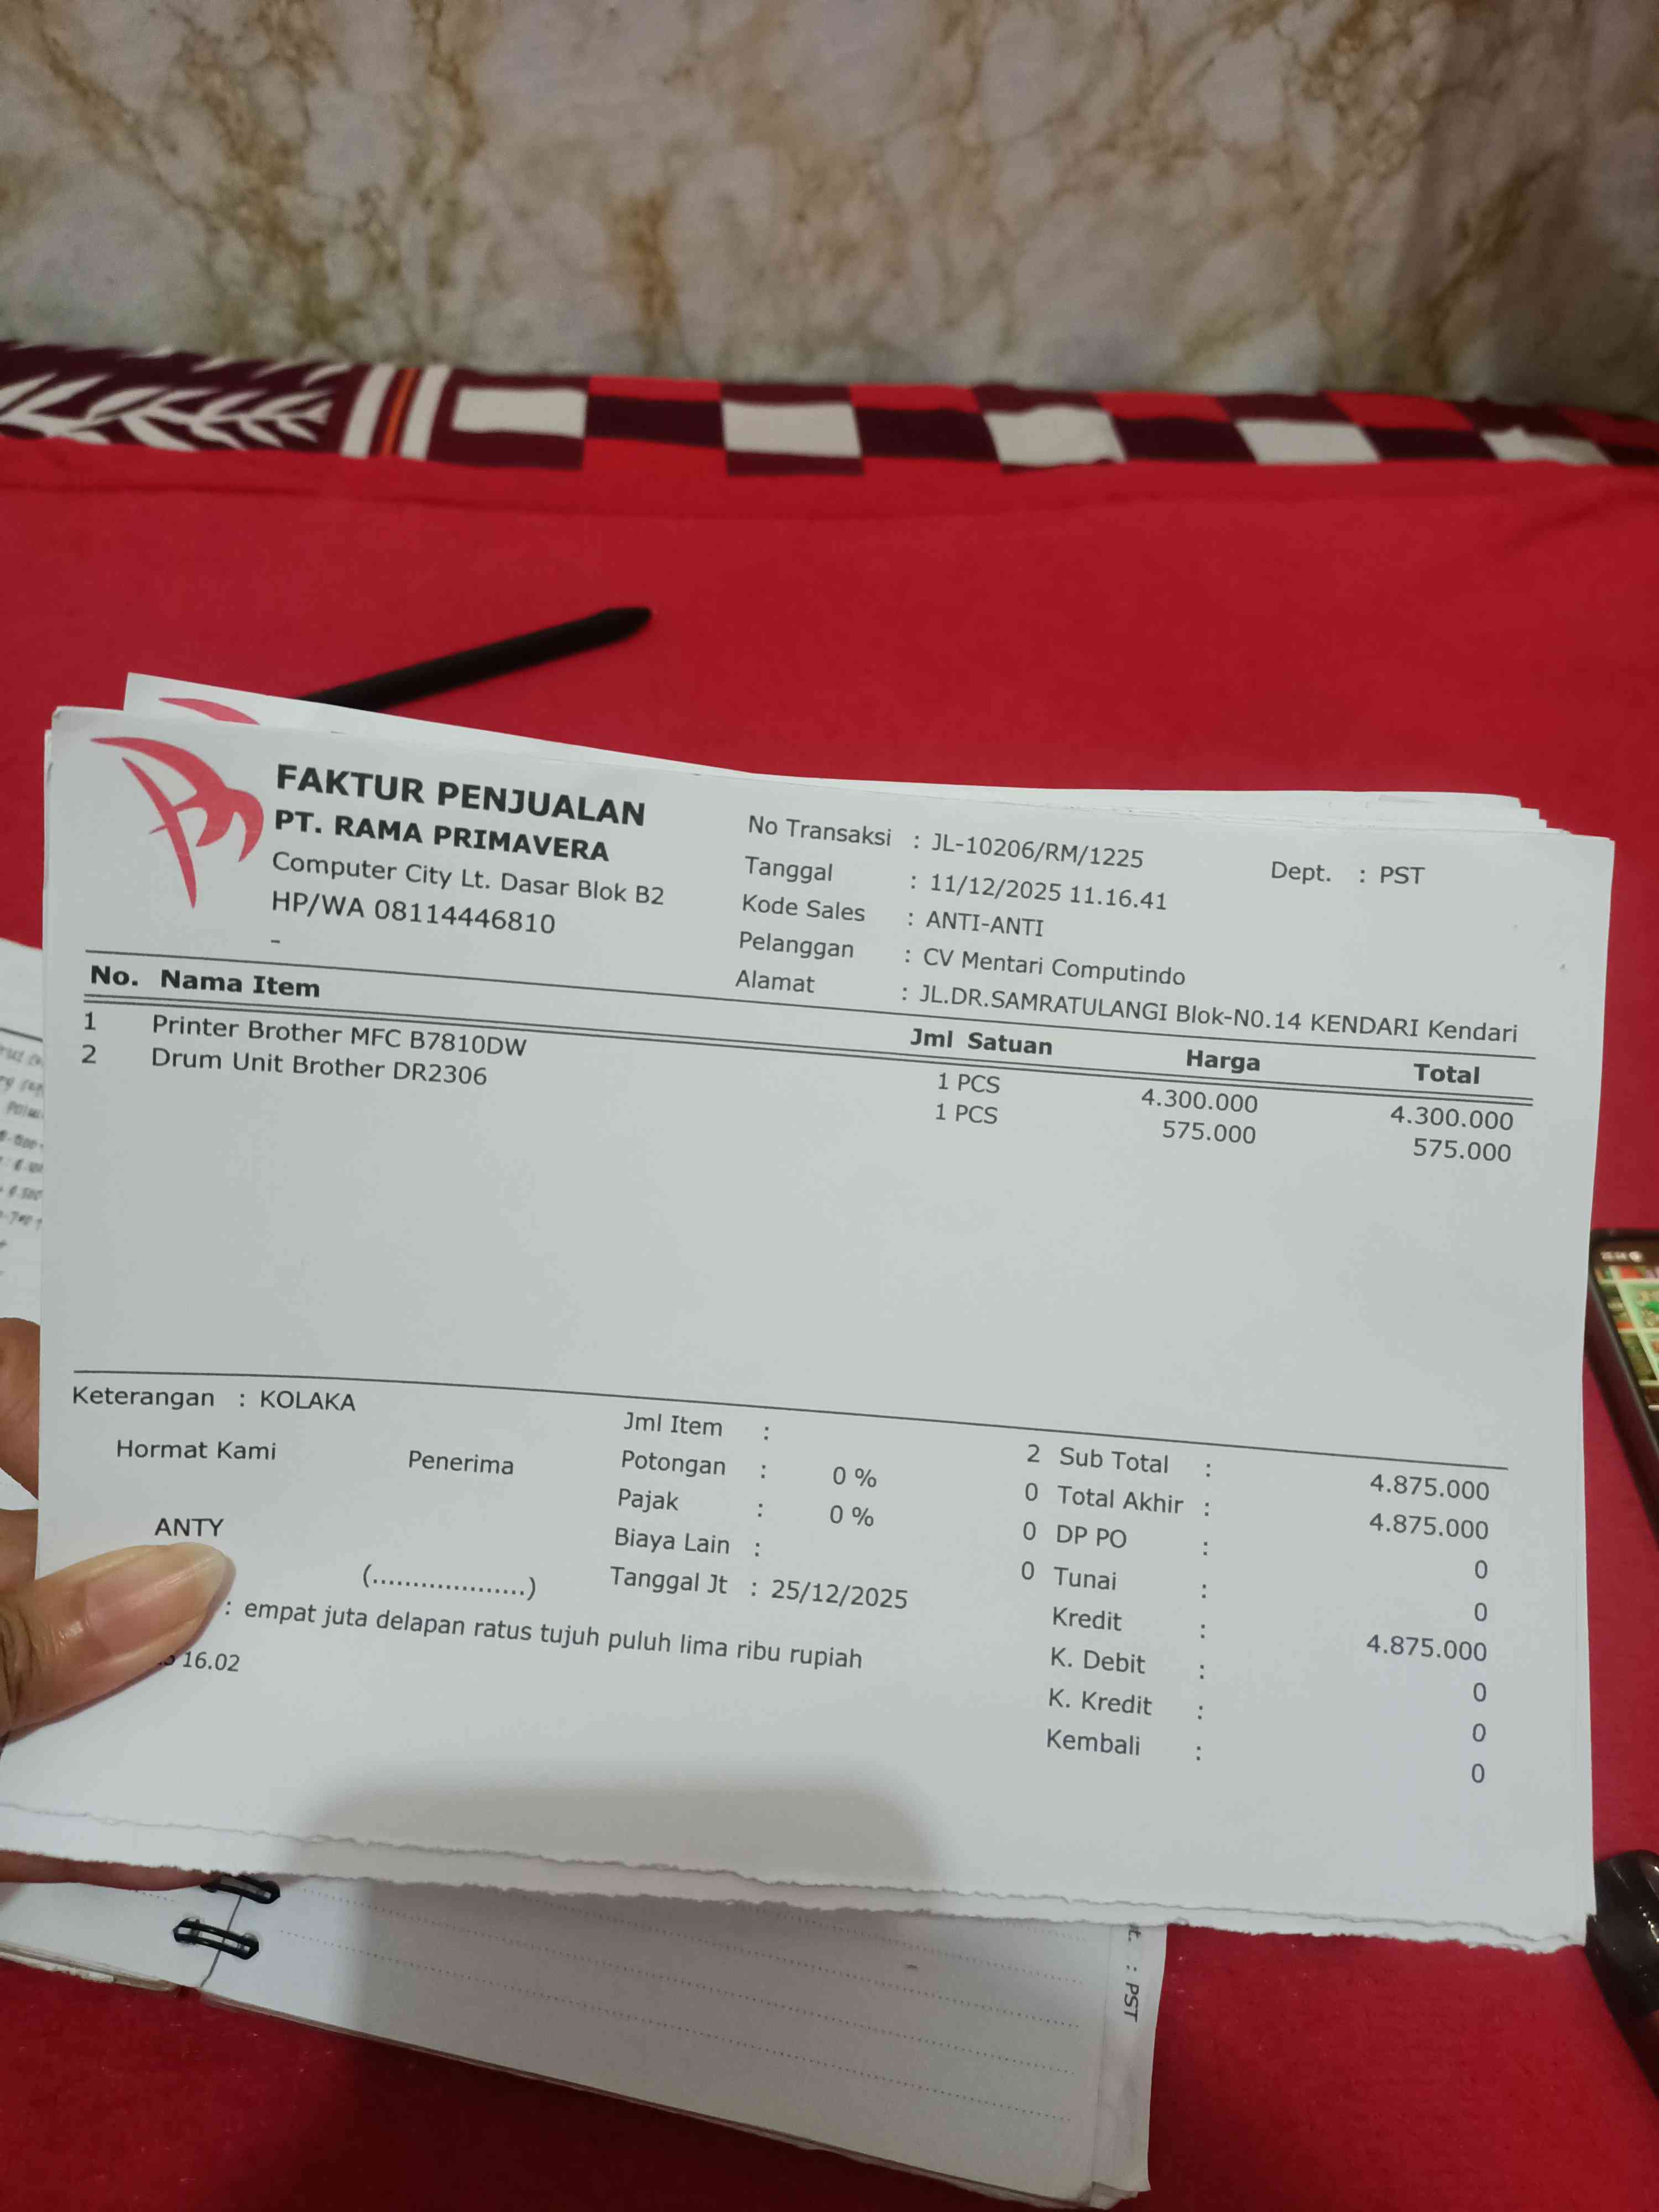 FAKTUR PENJUALAN
PT. RAMA PRIMAVERA
Computer City Lt. Dasar Blok B2
HP/WA 08114446810
-
No Transaksi : JL-10206/RM/1225 Dept. : PST
Tanggal : 11/12/2025 11.16.41
Kode Sales : ANTI-ANTI
Pelanggan : CV Mentari Computindo
Alamat : JL.DR.SAMRATULANGI Blok-N0.14 KENDARI Kendari
No. Nama Item Jml Satuan Harga Total
1 Printer Brother MFC B7810DW 1 PCS 4.300.000 4.300.000
2 Drum Unit Brother DR2306 1 PCS 575.000 575.000
Keterangan : KOLAKA
Hormat Kami Penerima
ANTY
(...................)
Jml Item : 2 Sub Total : 4.875.000
Potongan : 0 % 0 Total Akhir : 4.875.000
Pajak : 0 % 0 DP PO : 0
Biaya Lain : 0 Tunai : 0
Tanggal Jt : 25/12/2025 Kredit : 4.875.000
K. Debit : 0
K. Kredit : 0
Kembali : 0
: empat juta delapan ratus tujuh puluh lima ribu rupiah
16.02
: PST